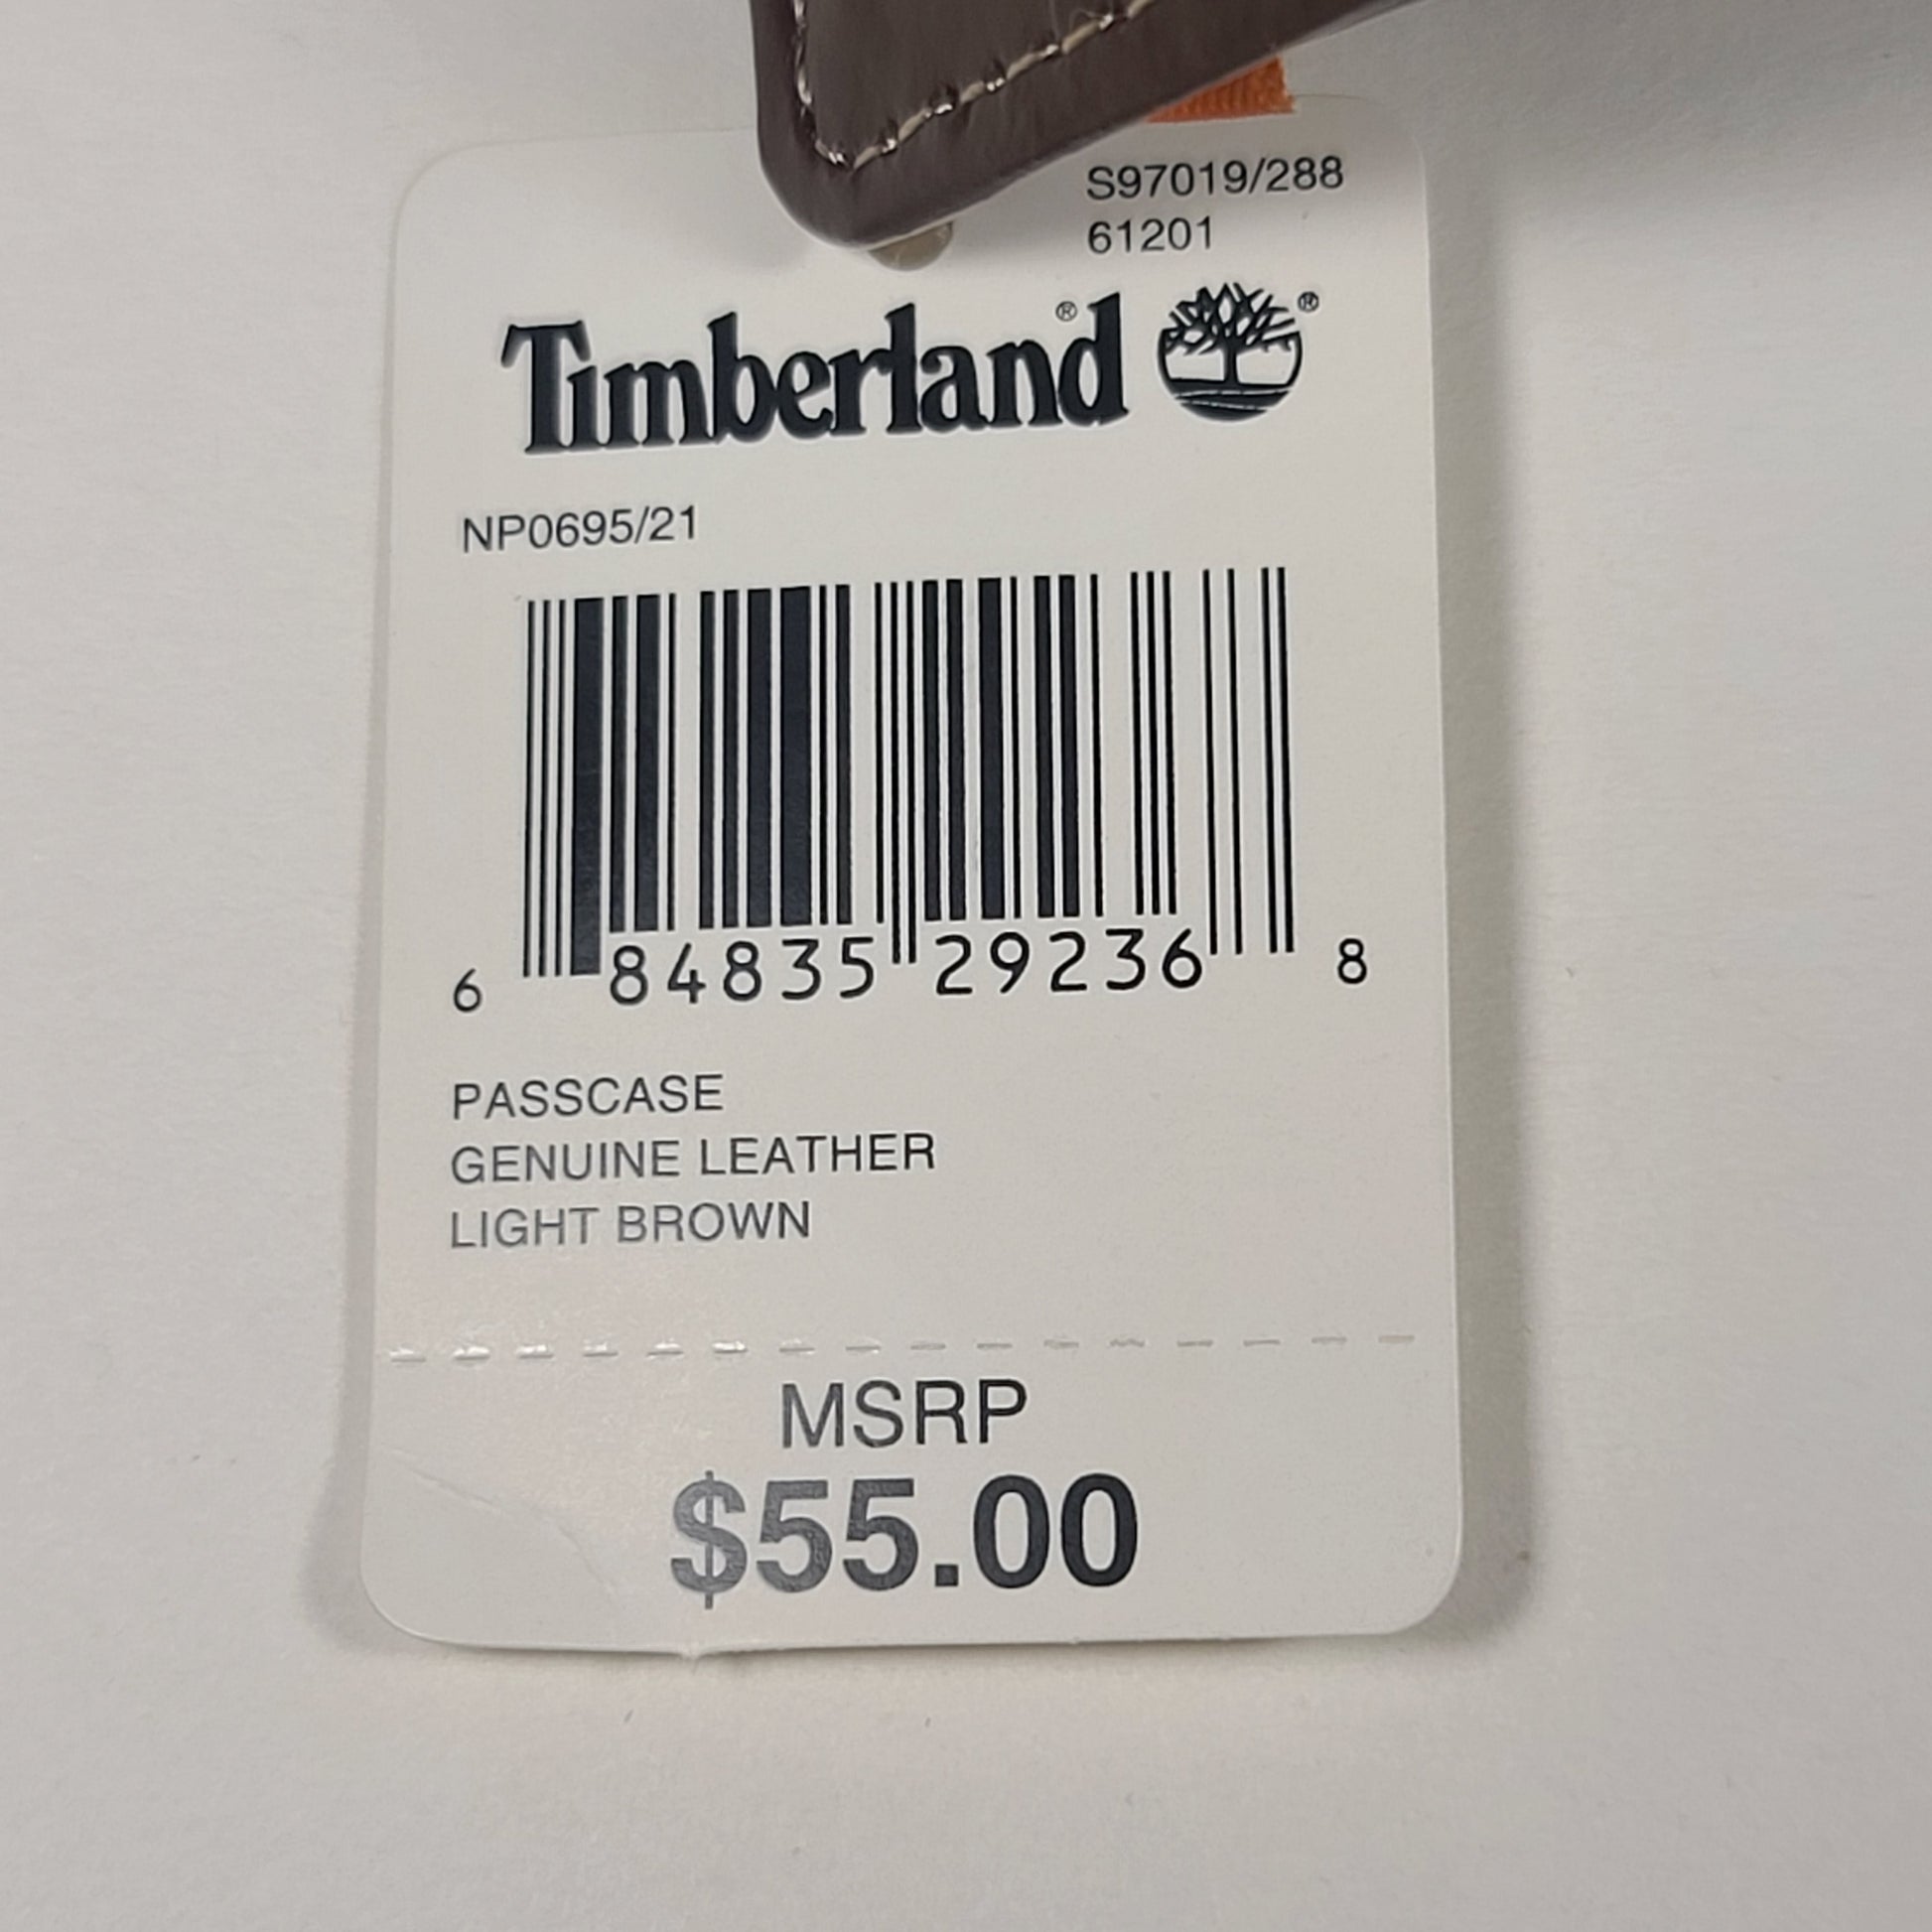 S97019/288
61201
Timberland® ®
NP0695/21
6 84835 29236 8
PASSCASE
GENUINE LEATHER
LIGHT BROWN
MSRP
$55.00